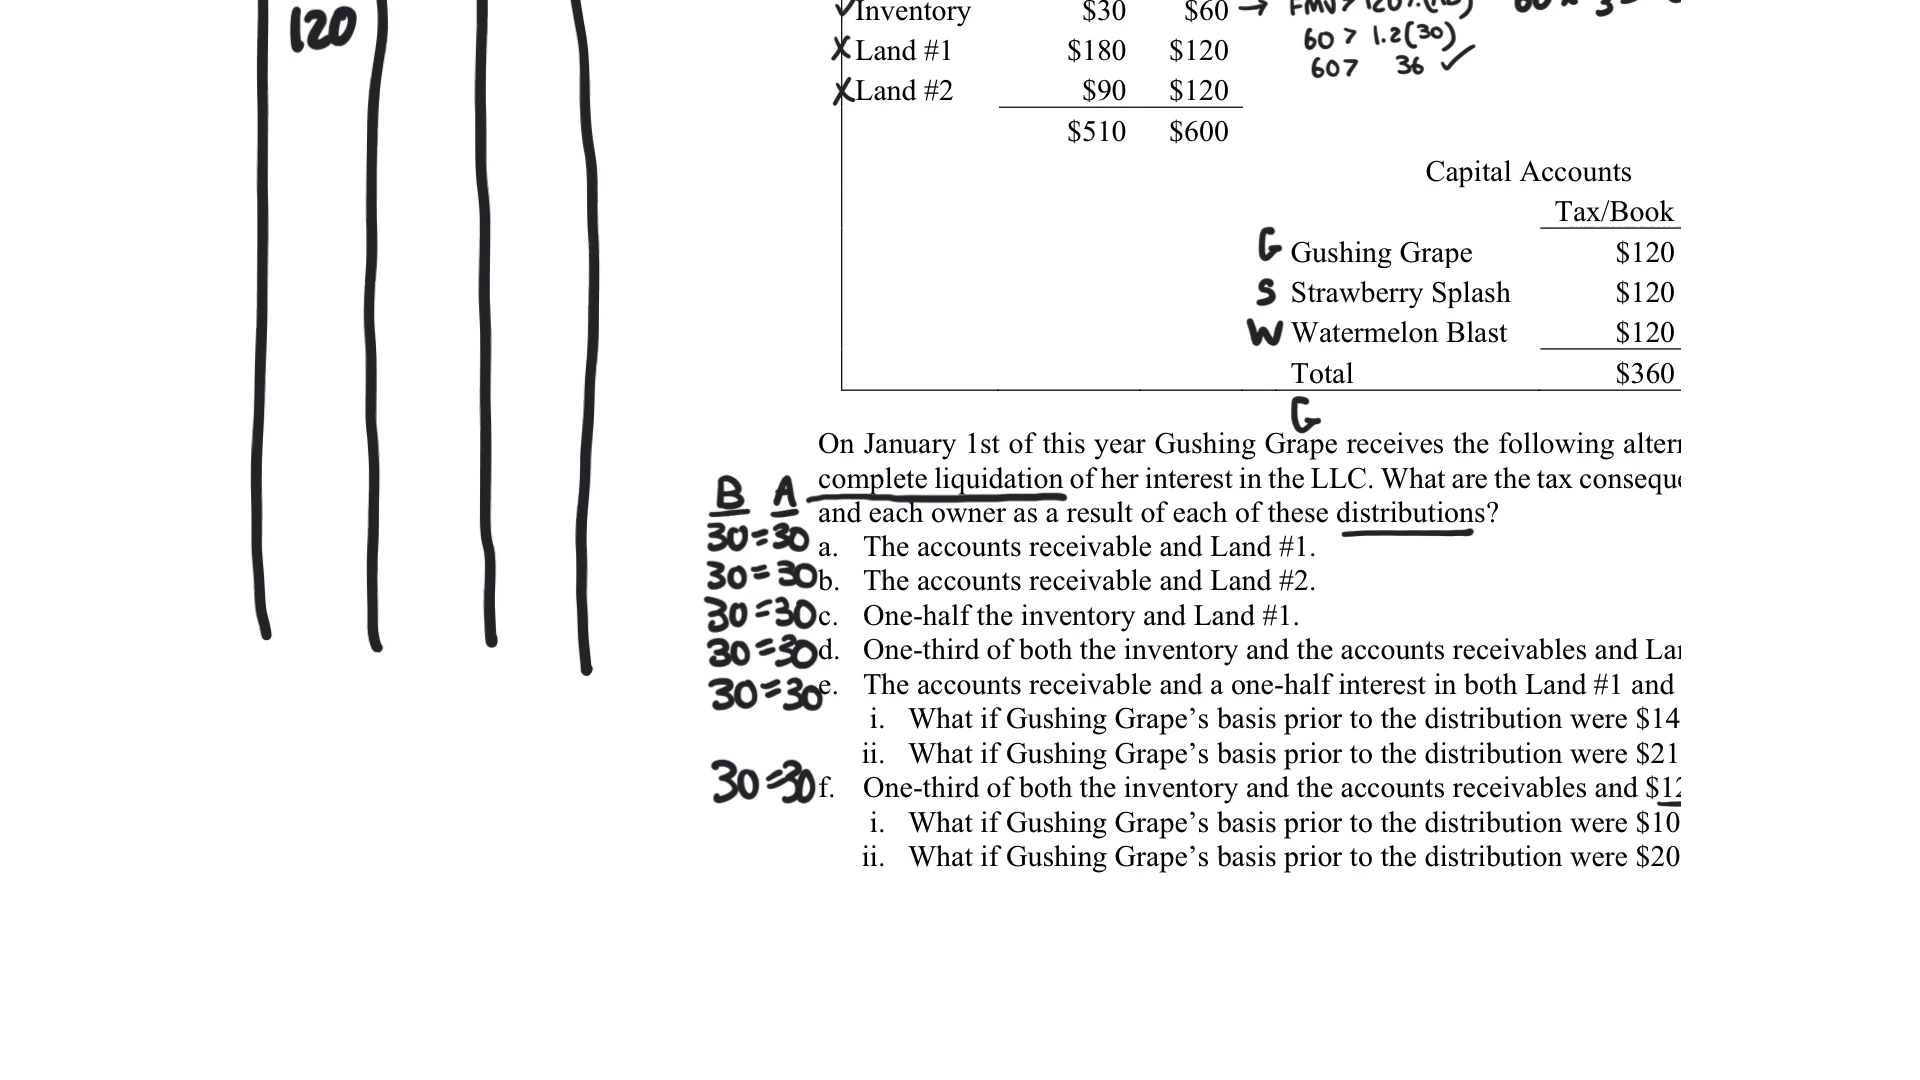 120
✓Inventory $30 $60 → FMV > 120%
60 > 1.2(30)
X Land #1 $180 $120
60 > 36 ✓
X Land #2 $90 $120
$510 $600
Capital Accounts
Tax/Book
G Gushing Grape $120
S Strawberry Splash $120
W Watermelon Blast $120
Total $360
G
On January 1st of this year Gushing Grape receives the following
B A complete liquidation of her interest in the LLC. What are the tax
and each owner as a result of each of these distributions?
30=30 a. The accounts receivable and Land #1.
30=30 b. The accounts receivable and Land #2.
30=30 c. One-half the inventory and Land #1.
30=30 d. One-third of both the inventory and the accounts receivables and
30=30 e. The accounts receivable and a one-half interest in both Land #1 and
i. What if Gushing Grape’s basis prior to the distribution were $14
ii. What if Gushing Grape’s basis prior to the distribution were $21
30=30 f. One-third of both the inventory and the accounts receivables and $12
i. What if Gushing Grape’s basis prior to the distribution were $10
ii. What if Gushing Grape’s basis prior to the distribution were $20